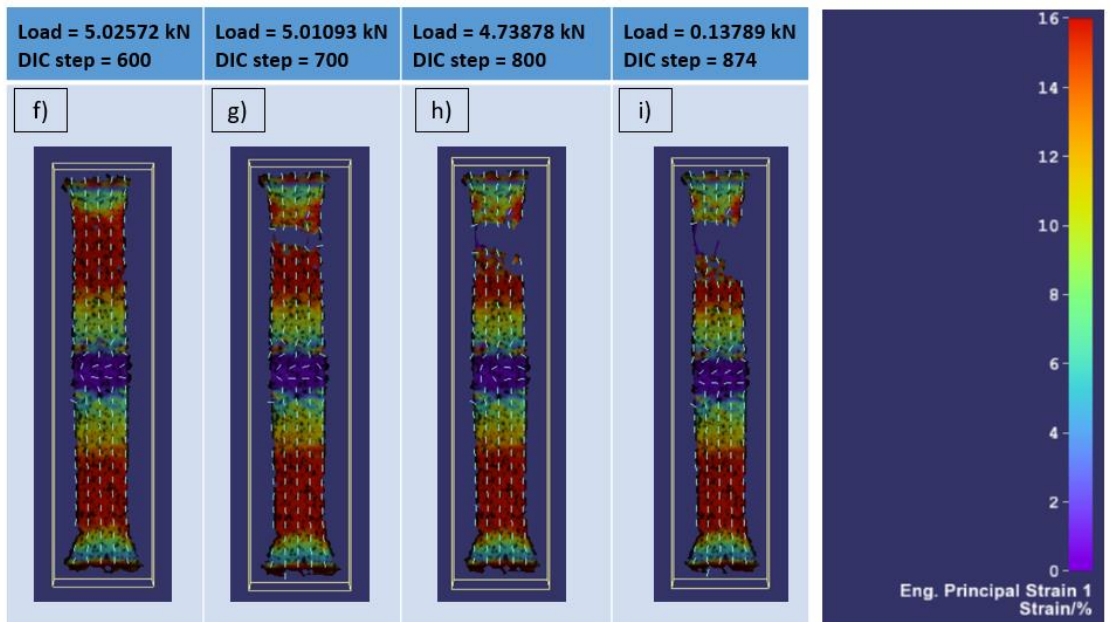 Load = 5.02572 kN
DIC step = 600
Load = 5.01093 kN
DIC step = 700
Load = 4.73878 kN
DIC step = 800
Load = 0.13789 kN
DIC step = 874
f)
g)
h)
i)
16
14
12
10
8
6
4
2
0
Eng. Principal Strain 1
Strain/%